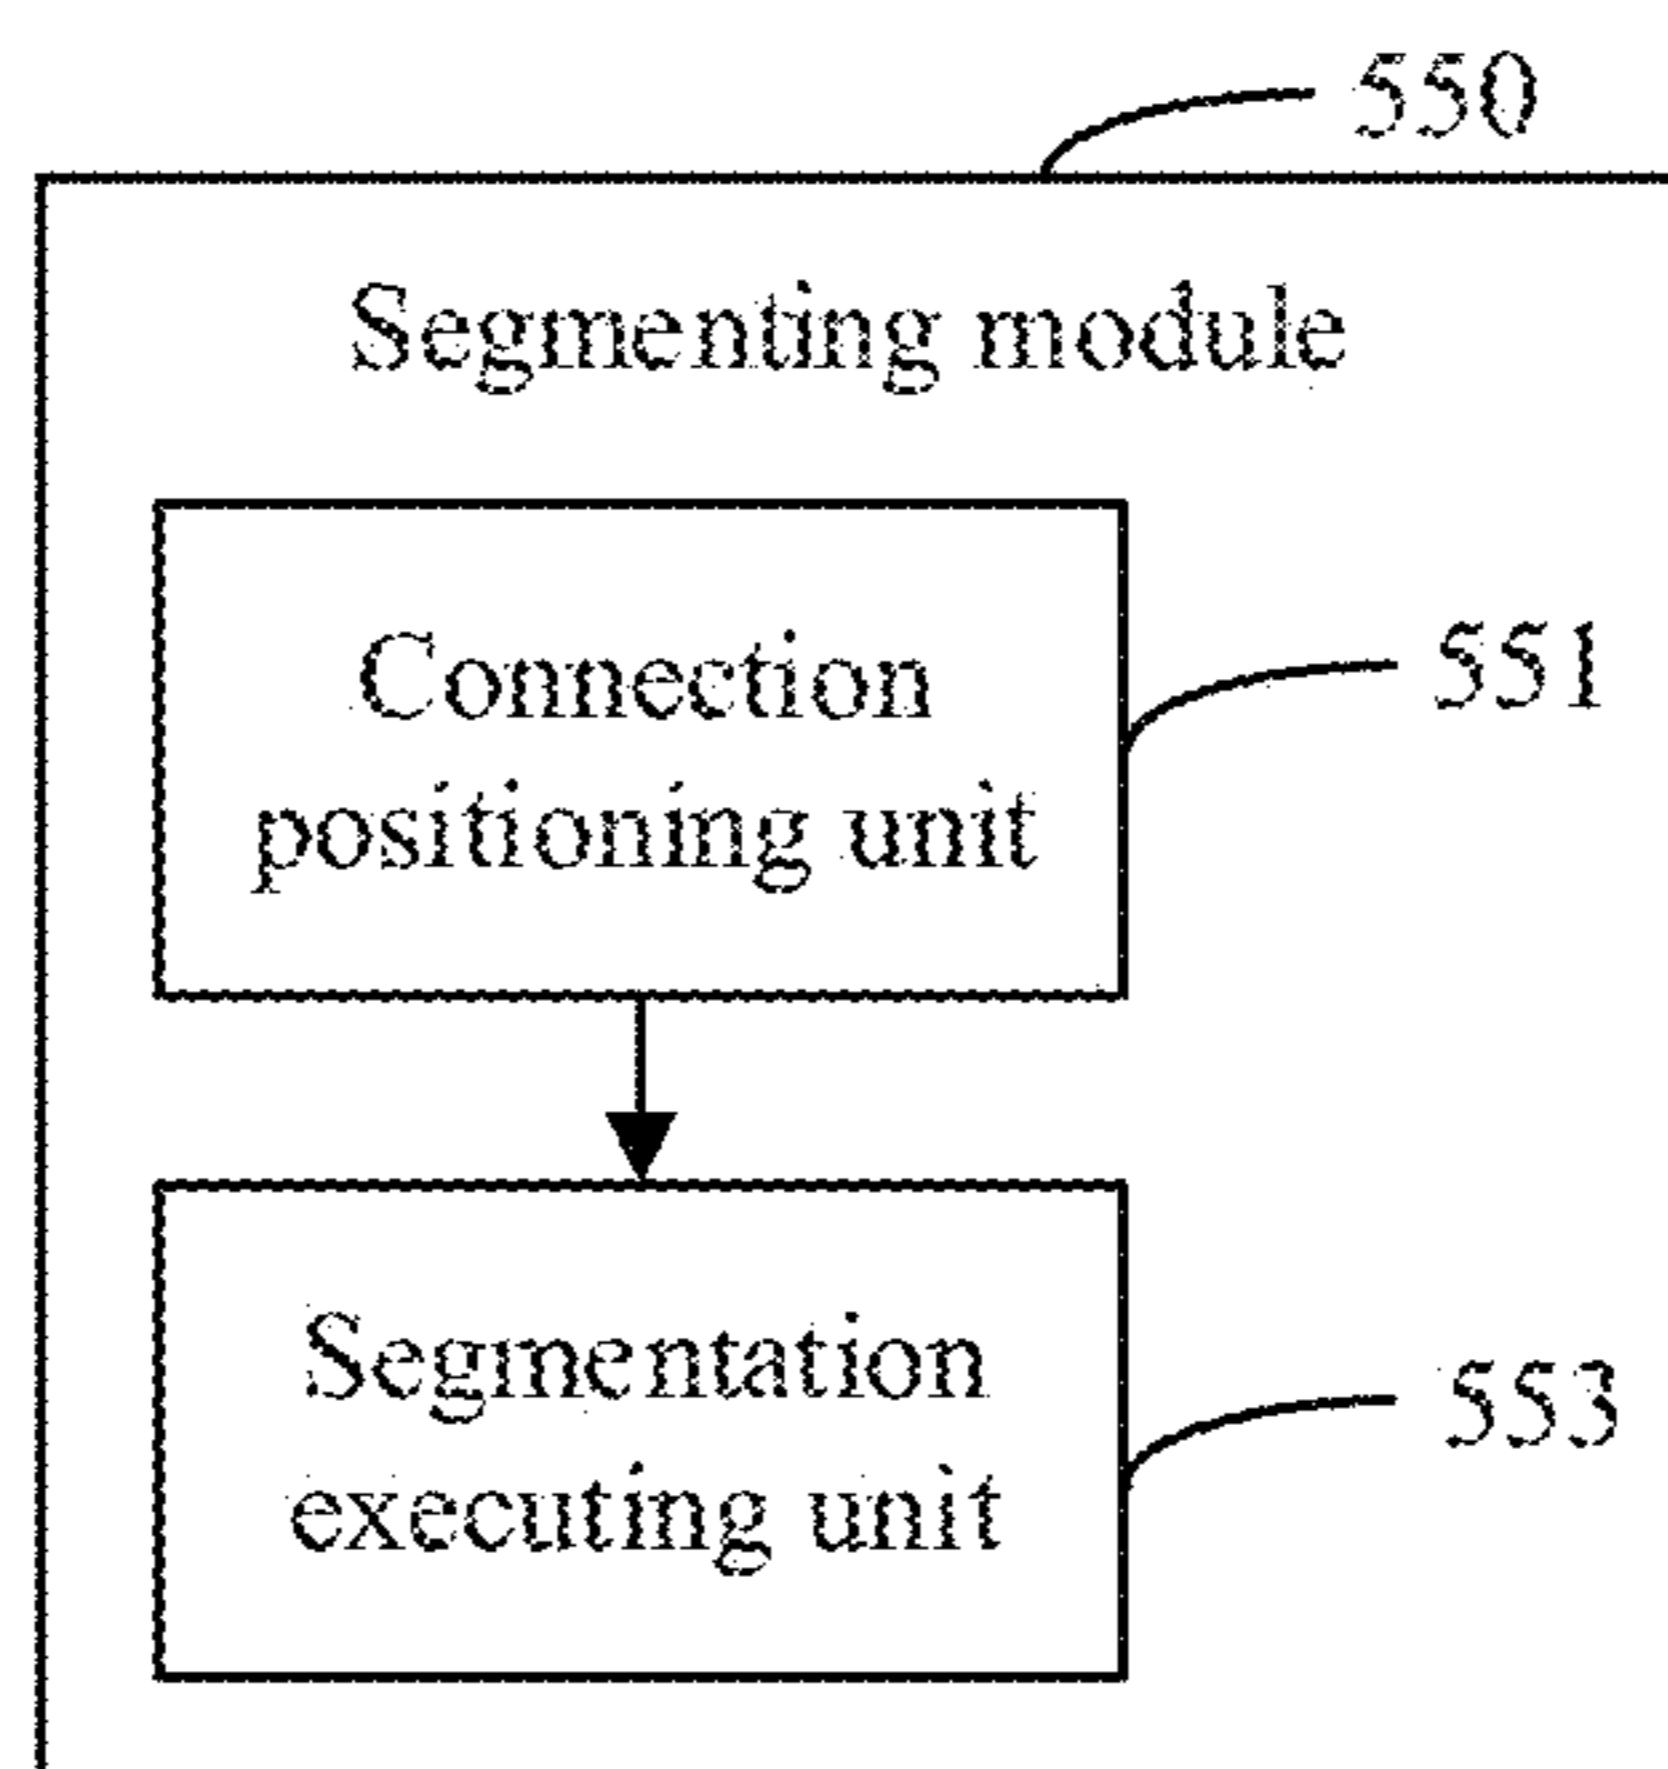 550
Segmenting module
Connection
positioning unit
551
Segmentation
executing unit
553